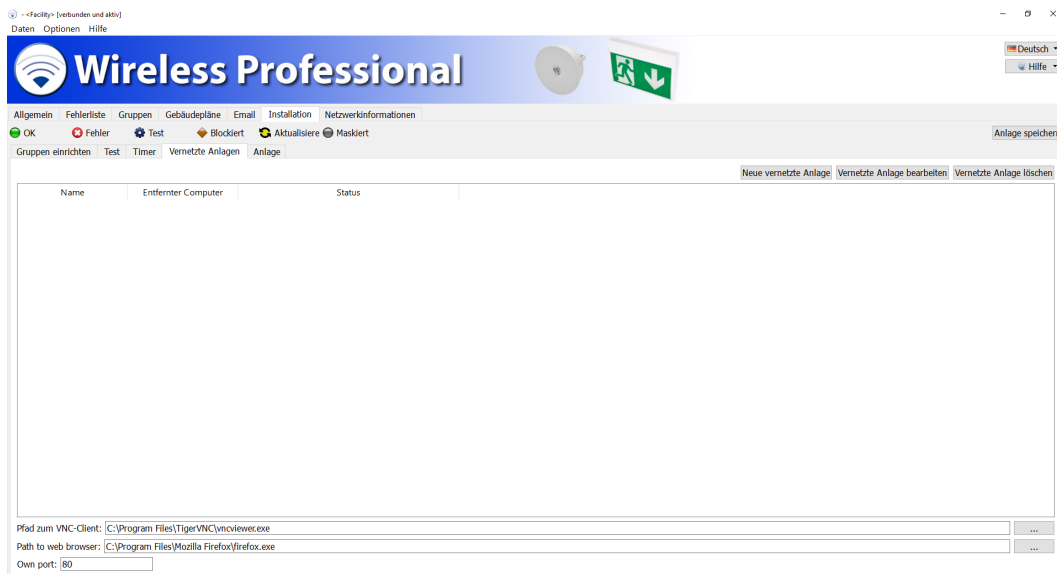 - <Facility> [verbunden und aktiv]
Daten Optionen Hilfe
Wireless Professional
Deutsch
Hilfe
Allgemein Fehlerliste Gruppen Gebäudepläne Email Installation Netzwerkinformationen
OK Fehler Test Blockiert Aktualisiere Maskiert Anlage speichern
Gruppen einrichten Test Timer Vernetzte Anlagen Anlage
Neue vernetzte Anlage Vernetzte Anlage bearbeiten Vernetzte Anlage löschen
Name Entfernter Computer Status
Pfad zum VNC-Client: C:\Program Files\TigerVNC\vncviewer.exe ...
Path to web browser: C:\Program Files\Mozilla Firefox\firefox.exe ...
Own port: 80